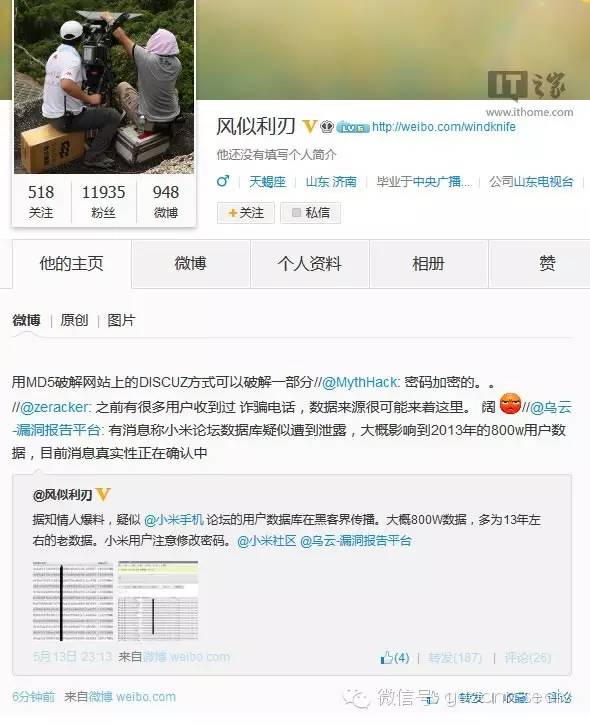 IT之家
www.ithome.com
风似利刃 V LV 6 http://weibo.com/windknife
他还没有填写个人简介
♂ 天蝎座 | 山东 济南 | 毕业于中央广播... | 公司山东电视台
518 11935 948
关注 粉丝 微博
+关注 私信
他的主页 微博 个人资料 相册 赞
微博 | 原创 | 图片
用MD5破解网站上的DISCUZ方式可以破解一部分//@MythHack: 密码加密的。。
//@zeracker: 之前有很多用户收到过 诈骗电话，数据来源很可能来着这里。 阔 //@乌云
-漏洞报告平台: 有消息称小米论坛数据库疑似遭到泄露，大概影响到2013年的800w用户数
据，目前消息真实性正在确认中
@风似利刃 V
据知情人爆料，疑似 @小米手机 论坛的用户数据库在黑客界传播。大概800W数据，多为13年左
右的老数据。小米用户注意修改密码。@小米社区 @乌云-漏洞报告平台
5月13日 23:13 来自微博 weibo.com (4) | 转发(187) | 评论(26)
6分钟前 来自微博 weibo.com 转发 | 收藏 | 评论
微信号: